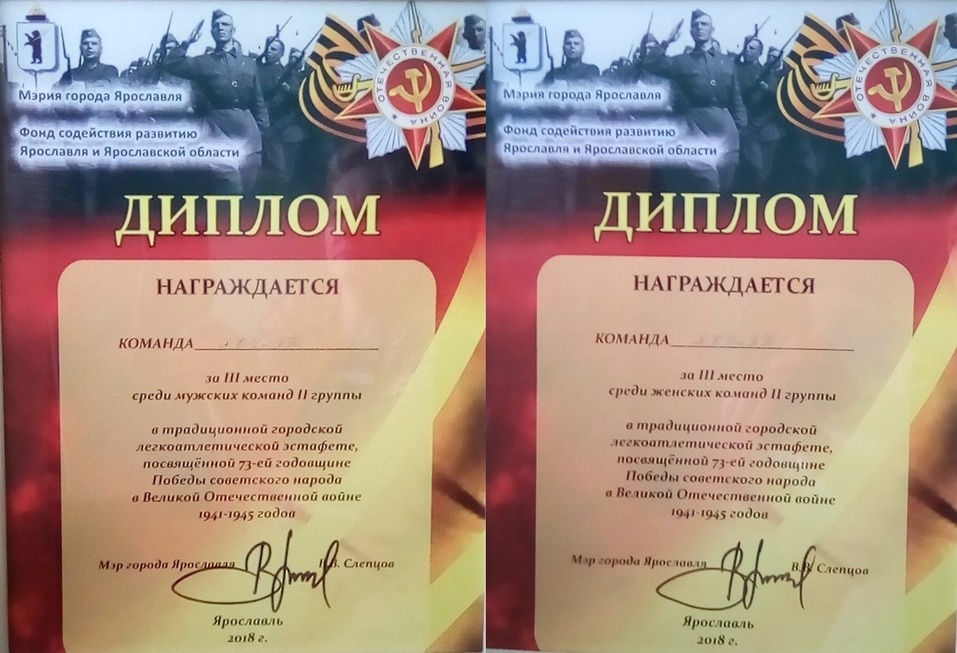 Мэрия города Ярославля
Фонд содействия развитию
Ярославля и Ярославской области
ОТЕЧЕСТВЕННАЯ ВОЙНА
ДИПЛОМ
НАГРАЖДАЕТСЯ
КОМАНДА
за III место
среди мужских команд II группы
в традиционной городской
легкоатлетической эстафете,
посвящённой 73-ей годовщине
Победы советского народа
в Великой Отечественной войне
1941-1945 годов
Мэр города Ярославля
В.В. Слепцов
Ярославль
2018 г.
Мэрия города Ярославля
Фонд содействия развитию
Ярославля и Ярославской области
ОТЕЧЕСТВЕННАЯ ВОЙНА
ДИПЛОМ
НАГРАЖДАЕТСЯ
КОМАНДА
за III место
среди женских команд II группы
в традиционной городской
легкоатлетической эстафете,
посвящённой 73-ей годовщине
Победы советского народа
в Великой Отечественной войне
1941-1945 годов
Мэр города Ярославля
В.В. Слепцов
Ярославль
2018 г.